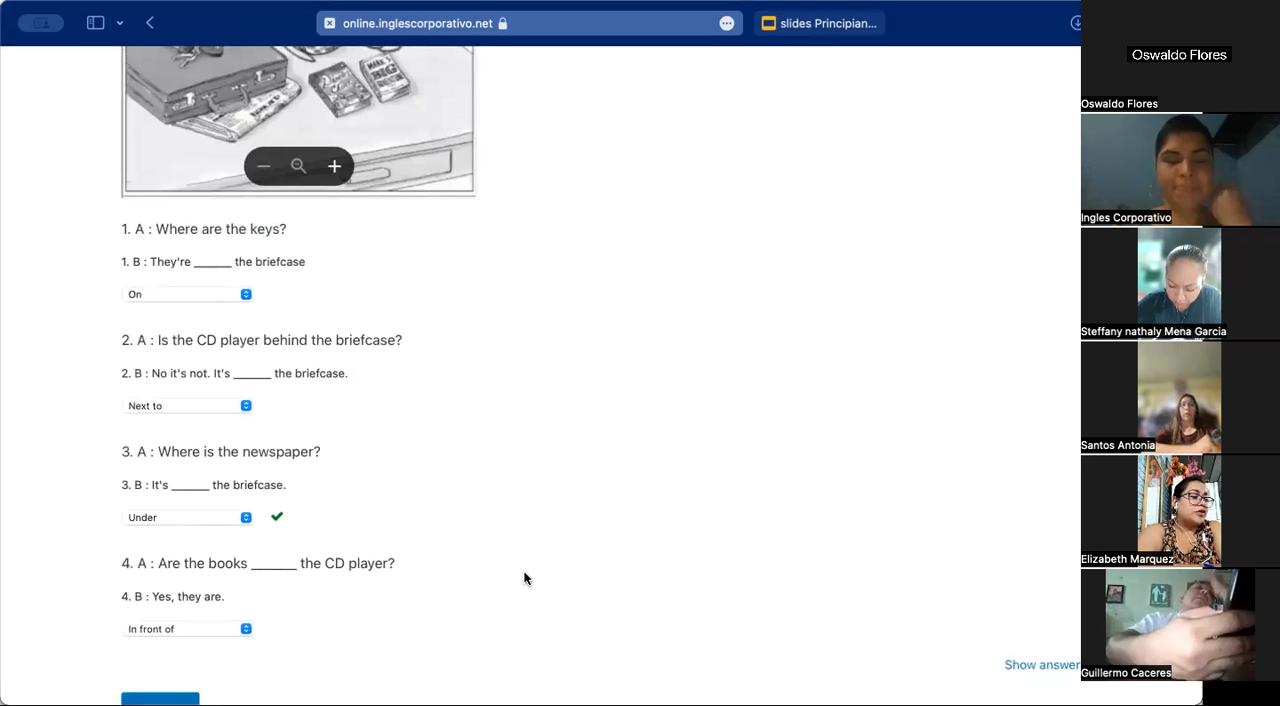 online.inglescorporativo.net
slides Principian...
Oswaldo Flores
Oswaldo Flores
Ingles Corporativo
Steffany nathaly Mena Garcia
Santos Antonia
Elizabeth Marquez
Guillermo Caceres
BIG
1. A : Where are the keys?
1. B : They're ______ the briefcase
On
2. A : Is the CD player behind the briefcase?
2. B : No it's not. It's ______ the briefcase.
Next to
3. A : Where is the newspaper?
3. B : It's ______ the briefcase.
Under
4. A : Are the books ______ the CD player?
4. B : Yes, they are.
In front of
Show answer